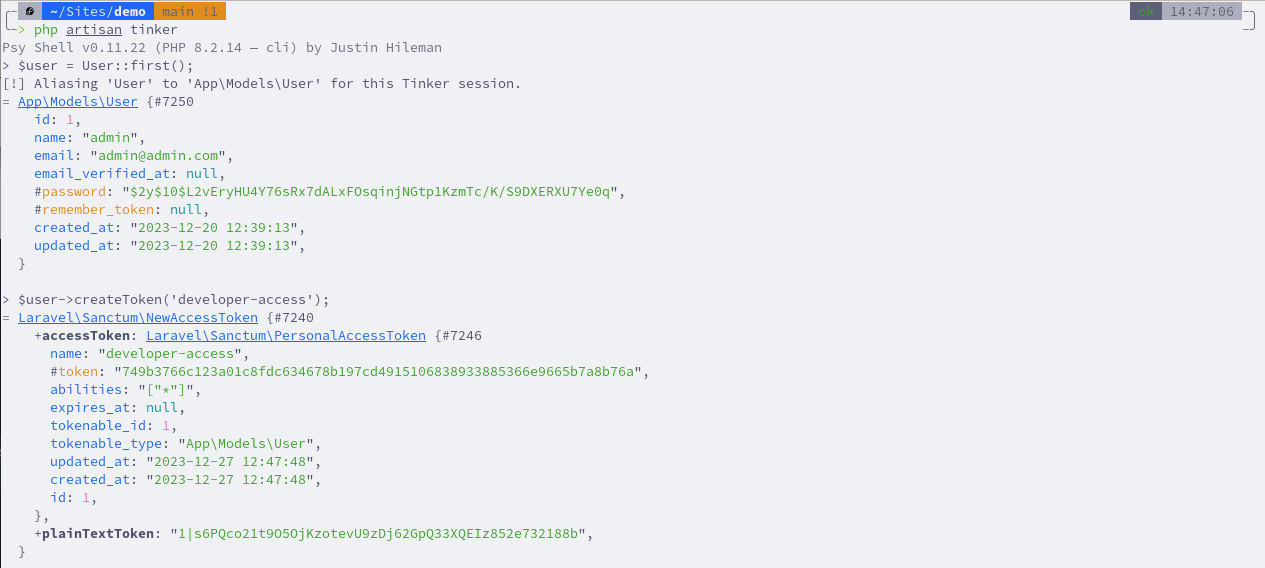 ~/Sites/demo main !1 ok 14:47:06
> php artisan tinker
Psy Shell v0.11.22 (PHP 8.2.14 — cli) by Justin Hileman
> $user = User::first();
[!] Aliasing 'User' to 'App\Models\User' for this Tinker session.
= App\Models\User {#7250
id: 1,
name: "admin",
email: "admin@admin.com",
email_verified_at: null,
#password: "$2y$10$L2vEryHU4Y76sRx7dALxFOsqinjNGtp1KzmTc/K/S9DXERXU7Ye0q",
#remember_token: null,
created_at: "2023-12-20 12:39:13",
updated_at: "2023-12-20 12:39:13",
}
> $user->createToken('developer-access');
= Laravel\Sanctum\NewAccessToken {#7240
+accessToken: Laravel\Sanctum\PersonalAccessToken {#7246
name: "developer-access",
#token: "749b3766c123a01c8fdc634678b197cd4915106838933885366e9665b7a8b76a",
abilities: "["*"]",
expires_at: null,
tokenable_id: 1,
tokenable_type: "App\Models\User",
updated_at: "2023-12-27 12:47:48",
created_at: "2023-12-27 12:47:48",
id: 1,
},
+plainTextToken: "1|s6PQco21t9O5OjKzotevU9zDj62GpQ33XQEIz852e732188b",
}